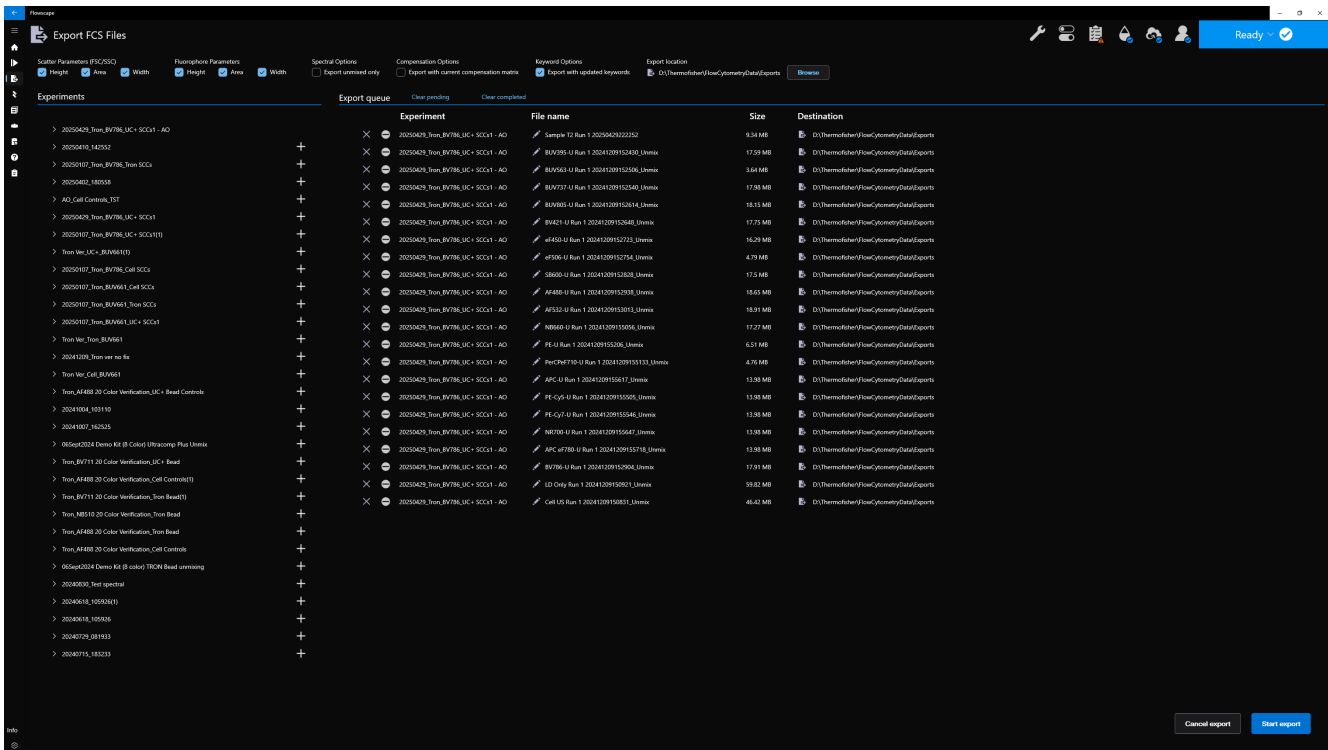 Flowscape
Export FCS Files
Ready
Scatter Parameters (FSC/SSC)
Height Area Width
Fluorophore Parameters
Height Area Width
Spectral Options
Export unmixed only
Compensation Options
Export with current compensation matrix
Keyword Options
Export with updated keywords
Export location
D:\Thermofisher\FlowCytometryData\Exports Browse
Experiments
20250429_Tron_BV786_UC+ SCCs1 - AO
20250410_142552
20250107_Tron_BV786_Tron SCCs
20250402_180558
AO_Cell Controls_TST
20250429_Tron_BV786_UC+ SCCs1
20250107_Tron_BV786_UC+ SCCs1(1)
Tron Ver_UC+_BUV661(1)
20250107_Tron_BV786_Cell SCCs
20250107_Tron_BUV661_Cell SCCs
20250107_Tron_BUV661_Tron SCCs
20250107_Tron_BUV661_UC+ SCCs1
Tron Ver_Tron_BUV661
20241209_Tron ver no fix
Tron Ver_Cell_BUV661
Tron_AF488 20 Color Verification_UC+ Bead Controls
20241004_103110
20241007_162525
06Sept2024 Demo Kit (8 Color) Ultracomp Plus Unmix
Tron_BV711 20 Color Verification_UC+ Bead
Tron_AF488 20 Color Verification_Cell Controls(1)
Tron_BV711 20 Color Verification_Tron Bead(1)
Tron_NB510 20 Color Verification_Tron Bead
Tron_AF488 20 Color Verification_Tron Bead
Tron_AF488 20 Color Verification_Cell Controls
06Sept2024 Demo Kit (8 color) TRON Bead unmixing
20240830_Test spectral
20240618_105926(1)
20240618_105926
20240729_081933
20240715_183233
Export queue Clear pending Clear completed
Experiment File name Size Destination
20250429_Tron_BV786_UC+ SCCs1 - AO Sample T2 Run 1 20250429222252 9.34 MB D:\Thermofisher\FlowCytometryData\Exports
20250429_Tron_BV786_UC+ SCCs1 - AO BUV395-U Run 1 20241209152430_Unmix 17.59 MB D:\Thermofisher\FlowCytometryData\Exports
20250429_Tron_BV786_UC+ SCCs1 - AO BUV563-U Run 1 20241209152506_Unmix 3.64 MB D:\Thermofisher\FlowCytometryData\Exports
20250429_Tron_BV786_UC+ SCCs1 - AO BUV737-U Run 1 20241209152540_Unmix 17.98 MB D:\Thermofisher\FlowCytometryData\Exports
20250429_Tron_BV786_UC+ SCCs1 - AO BUV805-U Run 1 20241209152614_Unmix 18.15 MB D:\Thermofisher\FlowCytometryData\Exports
20250429_Tron_BV786_UC+ SCCs1 - AO BV421-U Run 1 20241209152648_Unmix 17.75 MB D:\Thermofisher\FlowCytometryData\Exports
20250429_Tron_BV786_UC+ SCCs1 - AO eF450-U Run 1 20241209152723_Unmix 16.29 MB D:\Thermofisher\FlowCytometryData\Exports
20250429_Tron_BV786_UC+ SCCs1 - AO eF506-U Run 1 20241209152754_Unmix 4.79 MB D:\Thermofisher\FlowCytometryData\Exports
20250429_Tron_BV786_UC+ SCCs1 - AO SB600-U Run 1 20241209152828_Unmix 17.5 MB D:\Thermofisher\FlowCytometryData\Exports
20250429_Tron_BV786_UC+ SCCs1 - AO AF488-U Run 1 20241209152938_Unmix 18.65 MB D:\Thermofisher\FlowCytometryData\Exports
20250429_Tron_BV786_UC+ SCCs1 - AO AF532-U Run 1 20241209153013_Unmix 18.91 MB D:\Thermofisher\FlowCytometryData\Exports
20250429_Tron_BV786_UC+ SCCs1 - AO NB660-U Run 1 20241209155056_Unmix 17.27 MB D:\Thermofisher\FlowCytometryData\Exports
20250429_Tron_BV786_UC+ SCCs1 - AO PE-U Run 1 20241209155206_Unmix 6.51 MB D:\Thermofisher\FlowCytometryData\Exports
20250429_Tron_BV786_UC+ SCCs1 - AO PerCPeF710-U Run 1 20241209155133_Unmix 4.76 MB D:\Thermofisher\FlowCytometryData\Exports
20250429_Tron_BV786_UC+ SCCs1 - AO APC-U Run 1 20241209155617_Unmix 13.98 MB D:\Thermofisher\FlowCytometryData\Exports
20250429_Tron_BV786_UC+ SCCs1 - AO PE-Cy5-U Run 1 20241209155505_Unmix 13.98 MB D:\Thermofisher\FlowCytometryData\Exports
20250429_Tron_BV786_UC+ SCCs1 - AO PE-Cy7-U Run 1 20241209155546_Unmix 13.98 MB D:\Thermofisher\FlowCytometryData\Exports
20250429_Tron_BV786_UC+ SCCs1 - AO NR700-U Run 1 20241209155647_Unmix 13.98 MB D:\Thermofisher\FlowCytometryData\Exports
20250429_Tron_BV786_UC+ SCCs1 - AO APC eF780-U Run 1 20241209155718_Unmix 13.98 MB D:\Thermofisher\FlowCytometryData\Exports
20250429_Tron_BV786_UC+ SCCs1 - AO BV786-U Run 1 20241209152904_Unmix 17.91 MB D:\Thermofisher\FlowCytometryData\Exports
20250429_Tron_BV786_UC+ SCCs1 - AO LD Only Run 1 20241209150921_Unmix 59.82 MB D:\Thermofisher\FlowCytometryData\Exports
20250429_Tron_BV786_UC+ SCCs1 - AO Cell US Run 1 20241209150831_Unmix 46.42 MB D:\Thermofisher\FlowCytometryData\Exports
Cancel export Start export
Info